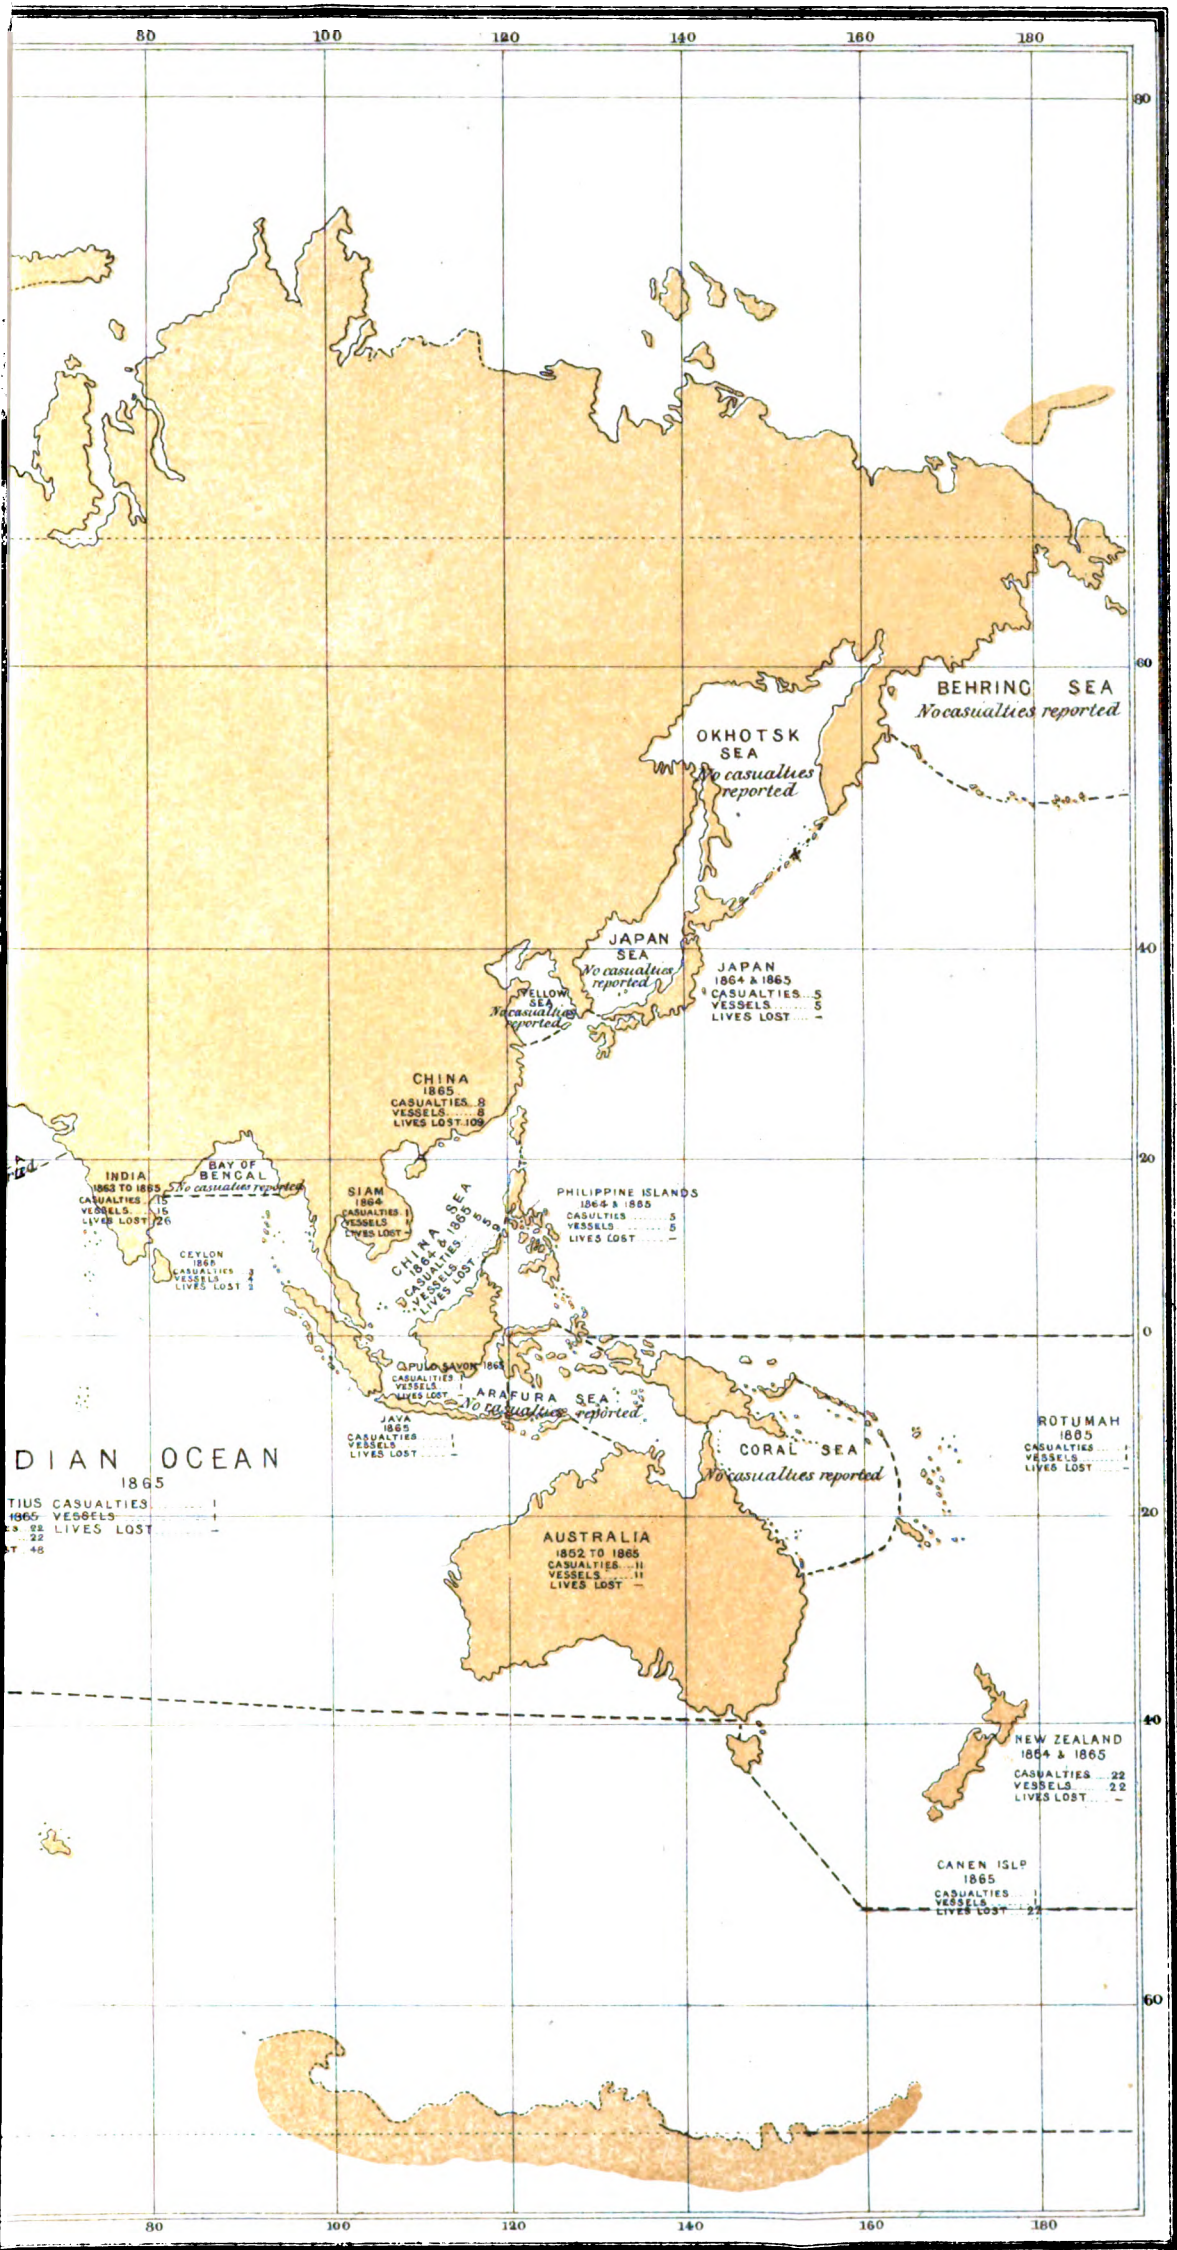 80 100 120 140 160 180
80
60
BEHRING SEA
No casualties reported
OKHOTSK
SEA
No casualties
reported
40
JAPAN
SEA
No casualties
reported
JAPAN
1864 & 1865
CASUALTIES...5
VESSELS........5
LIVES LOST.... –
YELLOW
SEA
No casualties
reported
CHINA
1865
CASUALTIES..8
VESSELS.......8
LIVES LOST.109
20
BAY OF
BENGAL
No casualties reported
INDIA
1863 TO 1865
CASUALTIES...15
VESSELS....15
LIVES LOST 26
SIAM
1864
CASUALTIES 1
VESSELS 1
LIVES LOST –
CHINA SEA
1864 & 1865
CASUALTIES
VESSELS
LIVES LOST
PHILIPPINE ISLANDS
1864 & 1865
CASULTIES.......5
VESSELS.........5
LIVES LOST...... –
CEYLON
1865
CASUALTIES 3
VESSELS 4
LIVES LOST 2
0
PULO SAVON 1865
CASUALITIES 1
VESSELS 1
LIVES LOST –
ARAFURA SEA
No casualties reported
JAVA
1865
CASUALTIES.....1
VESSELS........1
LIVES LOST..... –
CORAL SEA
No casualties reported
ROTUMAH
1865
CASUALTIES.....1
VESSELS........1
LIVES LOST.... –
DIAN OCEAN
1865
TIUS CASUALTIES........1
1865 VESSELS...........1
22 LIVES LOST........ –
22
ST 48
20
AUSTRALIA
1852 TO 1865
CASUALTIES...11
VESSELS......11
LIVES LOST –
40
NEW ZEALAND
1864 & 1865
CASUALTIES...22
VESSELS......22
LIVES LOST.... –
CANEN ISLD
1865
CASUALTIES...1
VESSELS......1
LIVES LOST...22
60
80 100 120 140 160 180